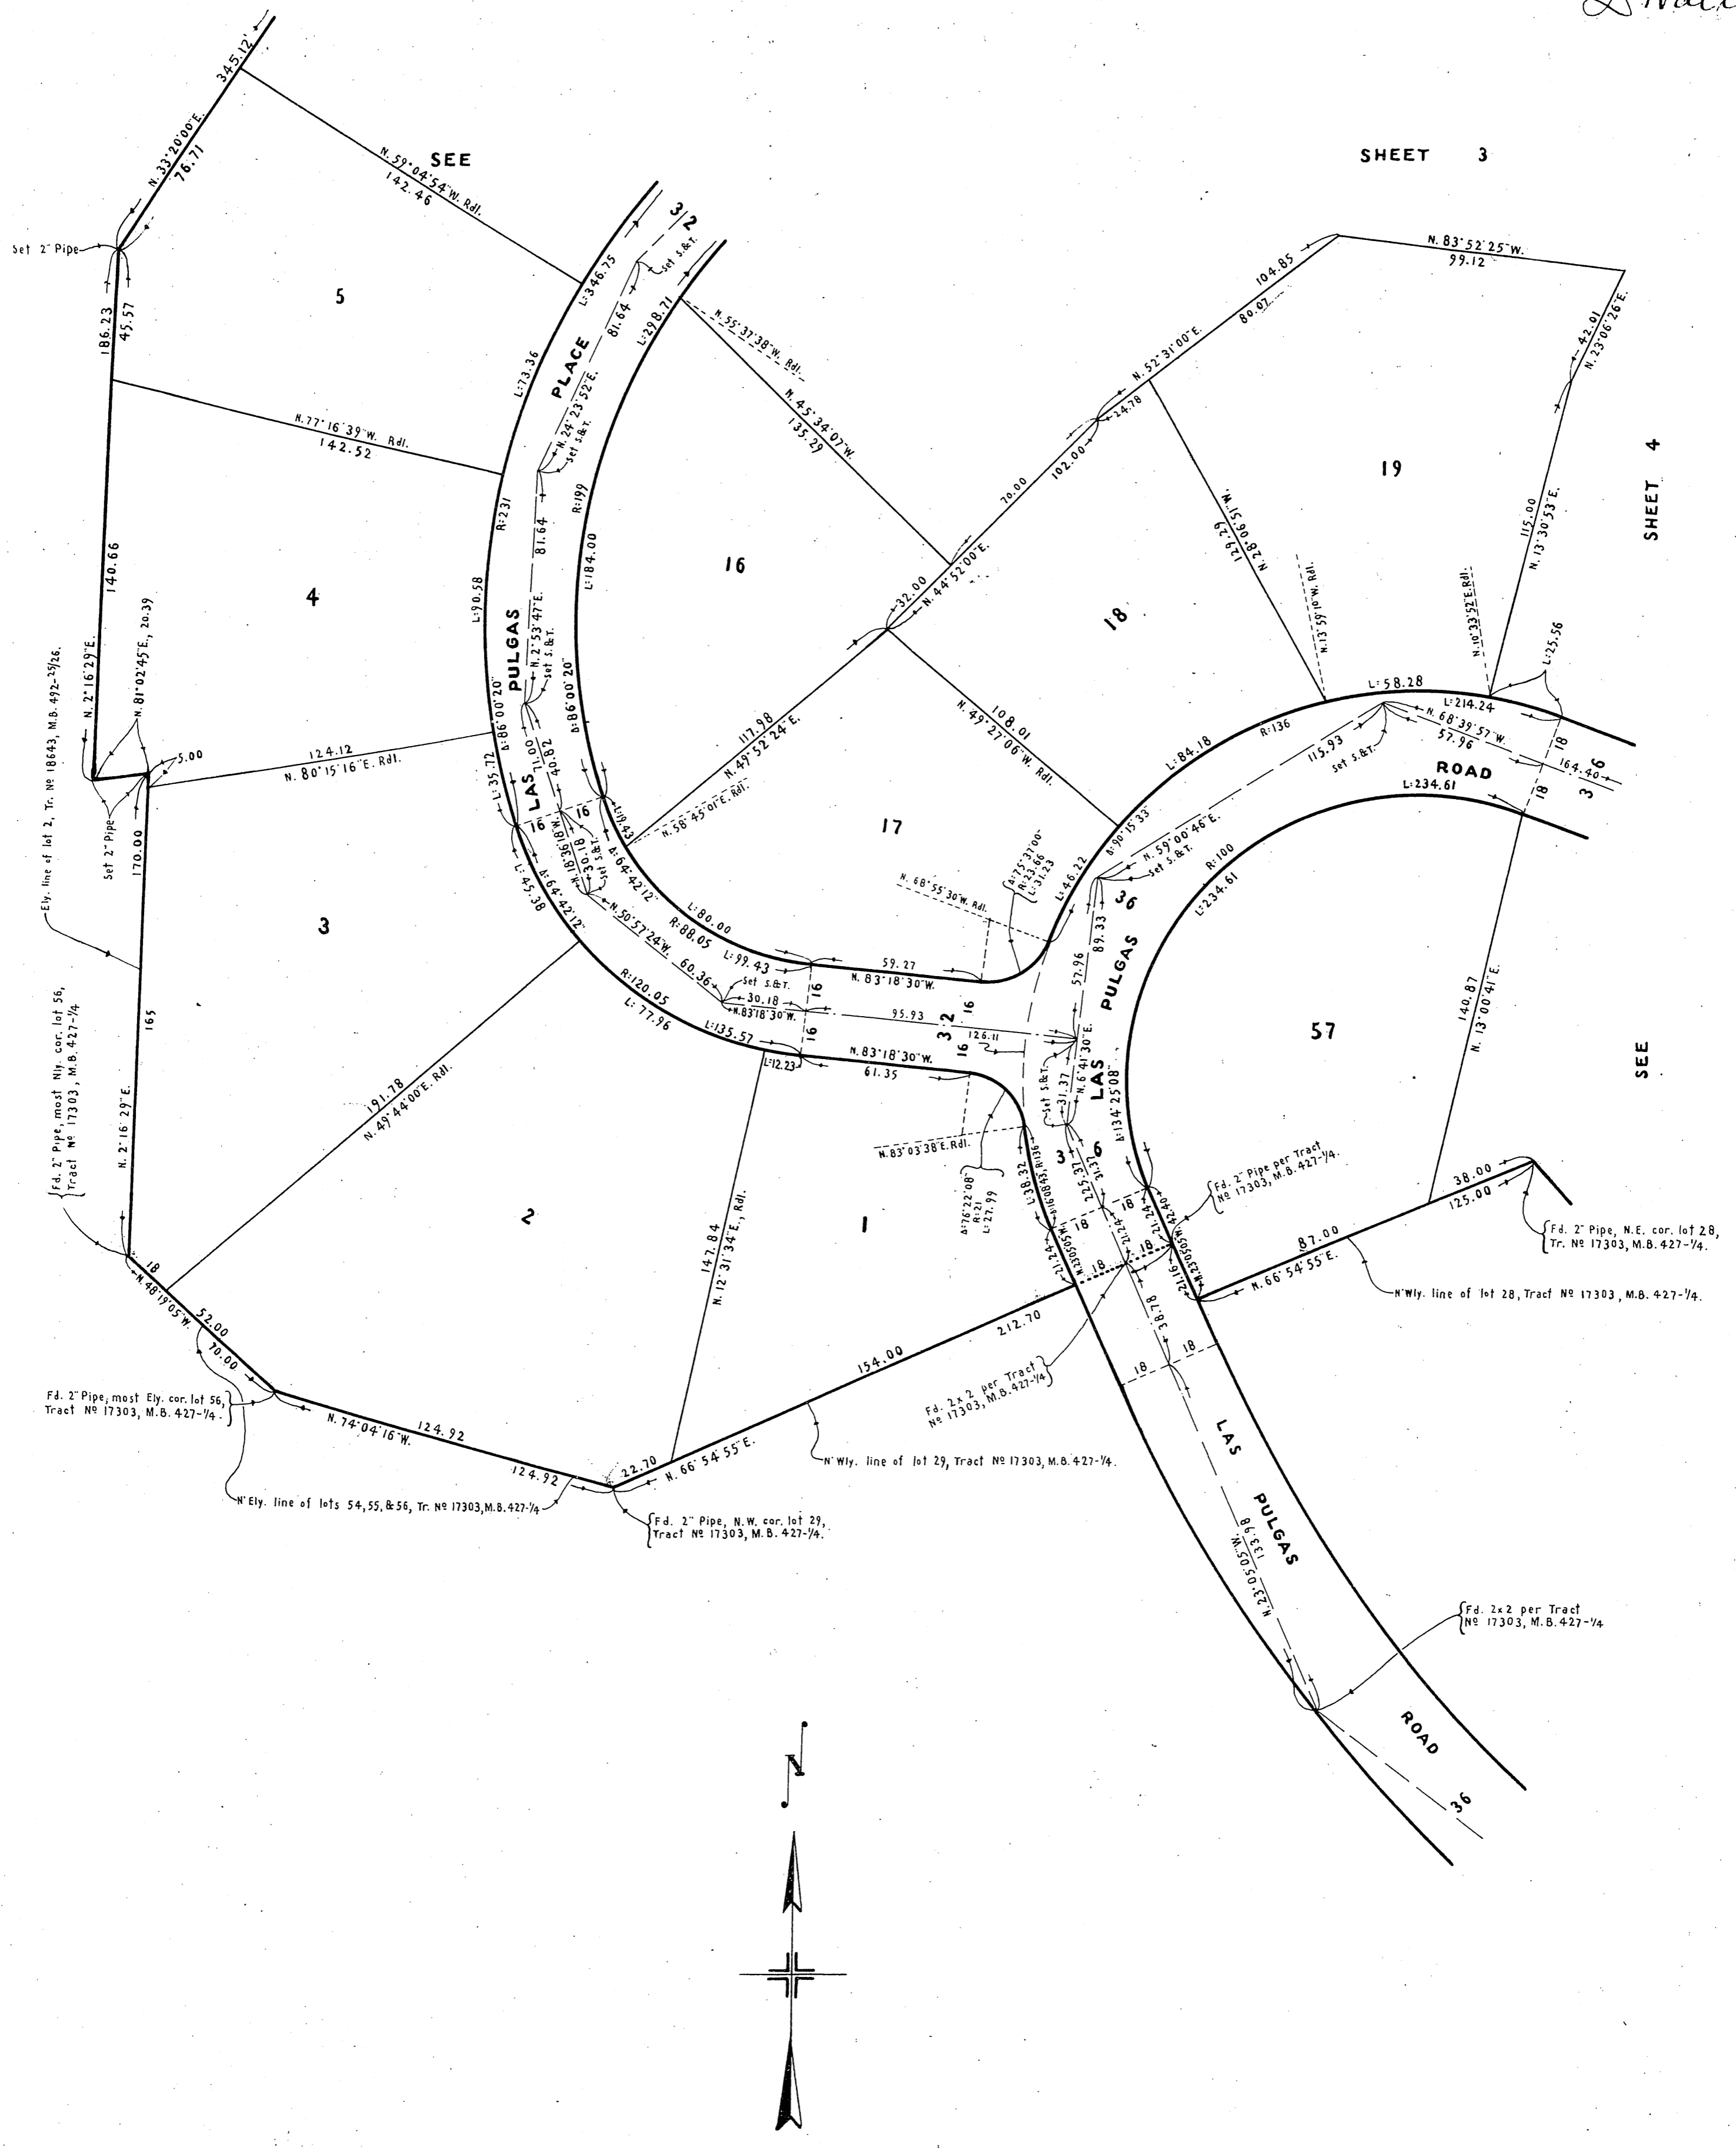 345.12'
N. 33°20'00"E.
76.71
SEE
N. 59°04'54"W. Rdl.
142.46
SHEET 3
Set 2" Pipe
186.23
45.57
5
L:346.75
L:73.36
PLACE
32
Set S.&T.
81.64
L:298.71
N. 24°23'52"E.
Set S.&T.
N. 55°37'38"W. Rdl.
N. 45°34'07"W.
135.29
N. 83°52'25"W.
99.12
104.85
80.07
N. 52°31'00"E.
24.78
42.01
N. 23°06'26"E.
N. 77°16'39"W. Rdl.
142.52
R:231
R:199
81.64
L:184.00
16
70.00
102.00
N. 28°06'51"W.
129.29
19
115.00
N. 13°30'53"E.
SHEET 4
140.66
4
L:90.58
PULGAS
N. 2°53'47"E.
Set S.&T.
32.00
N. 44°52'00"E.
18
N. 13°59'10"W. Rdl.
N. 10°33'52"E. Rdl.
L:25.56
Ely. line of lot 2, Tr. No 18643, M.B. 492-25/26.
N. 2°16'29"E.
N. 81°02'45"E., 20.39
5.00
Set 2" Pipe
170.00
124.12
N. 80°15'16"E. Rdl.
Δ:86°00'20"
L:35.72
LAS
71.00
40.82
Δ:86°00'20"
117.98
N. 49°52'24"E.
108.01
N. 49°27'06"W. Rdl.
L:58.28
L:214.24
R:136
L:84.18
Δ:90°15'33"
115.93
Set S.&T.
N. 68°39'57"W.
57.96
18
164.40
36
18
ROAD
L:234.61
16
16
N. 18°36'18"W.
30.18
Set S.&T.
L:19.43
N. 58°45'01"E. Rdl.
17
L:45.38
Δ:64°42'12"
Δ:64°42'12"
L:80.00
R:88.05
L:99.43
N. 68°55'30"W. Rdl.
Δ:75°37'00"
R:23.66
L:31.23
L:46.22
N. 59°00'46"E.
Set S.&T.
R:100
L:234.61
36
89.33
57.96
PULGAS
3
N. 50°57'24"W.
60.36
Set S.&T.
30.18
N. 83°18'30"W.
16
16
59.27
N. 83°18'30"W.
95.93
32
16
16
126.11
R:120.05
L:77.96
L:135.57
L:12.23
N. 83°18'30"W.
61.35
57
140.87
N. 13°00'41"E.
SEE
Fd. 2" Pipe, most Nly. cor. lot 56,
Tract No 17303, M.B. 427-1/4
165
N. 2°16'29"E.
191.78
N. 49°44'00"E. Rdl.
Set S.&T.
31.37
N. 6°41'30"E.
LAS
Δ:134°25'08"
N. 83°03'38"E. Rdl.
Δ:76°22'08"
R:21
L:27.99
L:38.32
Δ:16°08'43", R:136
36
225.37
31.37
18
18
21.24
21.24
21.24
42.40
N. 23°05'05"W.
N. 23°05'05"W.
21.16
18
18
Fd. 2" Pipe per Tract
No 17303, M.B. 427-1/4.
38.00
125.00
87.00
N. 66°54'55"E.
Fd. 2" Pipe, N.E. cor. lot 28,
Tr. No 17303, M.B. 427-1/4.
N'Wly. line of lot 28, Tract No 17303, M.B. 427-1/4.
2
147.84
N. 12°31'34"E., Rdl.
1
18
N. 48°19'05"W.
52.00
70.00
Fd. 2" Pipe, most Ely. cor. lot 56,
Tract No 17303, M.B. 427-1/4.
N. 74°04'16"W.
124.92
124.92
N'Ely. line of lots 54, 55, & 56, Tr. No 17303, M.B. 427-1/4
22.70
N. 66°54'55"E.
154.00
212.70
Fd. 2x2 per Tract
No 17303, M.B. 427-1/4
38.78
18
18
N'Wly. line of lot 29, Tract No 17303, M.B. 427-1/4.
Fd. 2" Pipe, N.W. cor. lot 29,
Tract No 17303, M.B. 427-1/4.
LAS
PULGAS
133.98
N. 23°05'05"W.
Fd. 2x2 per Tract
No 17303, M.B. 427-1/4
ROAD
36
N